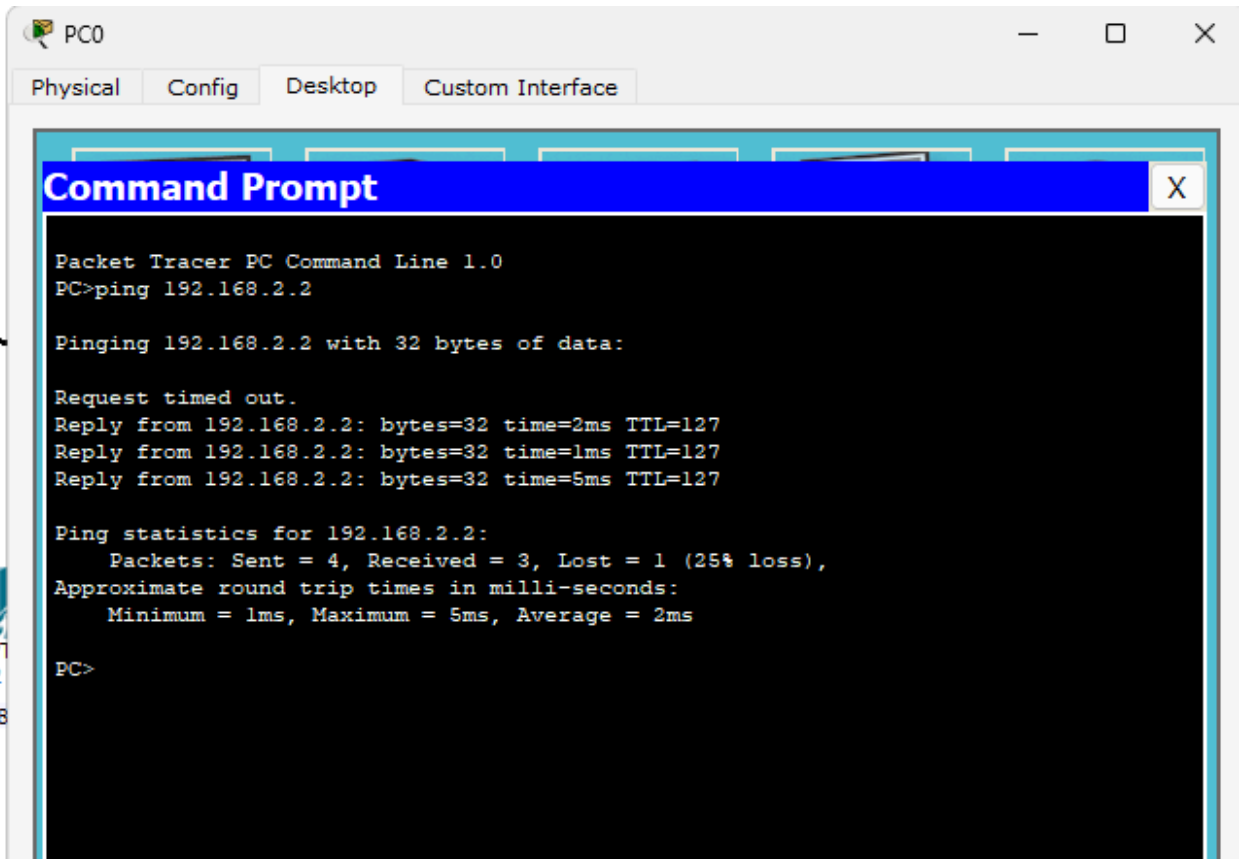 PC0
Physical Config Desktop Custom Interface
Command Prompt
X
Packet Tracer PC Command Line 1.0
PC>ping 192.168.2.2
Pinging 192.168.2.2 with 32 bytes of data:
Request timed out.
Reply from 192.168.2.2: bytes=32 time=2ms TTL=127
Reply from 192.168.2.2: bytes=32 time=1ms TTL=127
Reply from 192.168.2.2: bytes=32 time=5ms TTL=127
Ping statistics for 192.168.2.2:
Packets: Sent = 4, Received = 3, Lost = 1 (25% loss),
Approximate round trip times in milli-seconds:
Minimum = 1ms, Maximum = 5ms, Average = 2ms
PC>